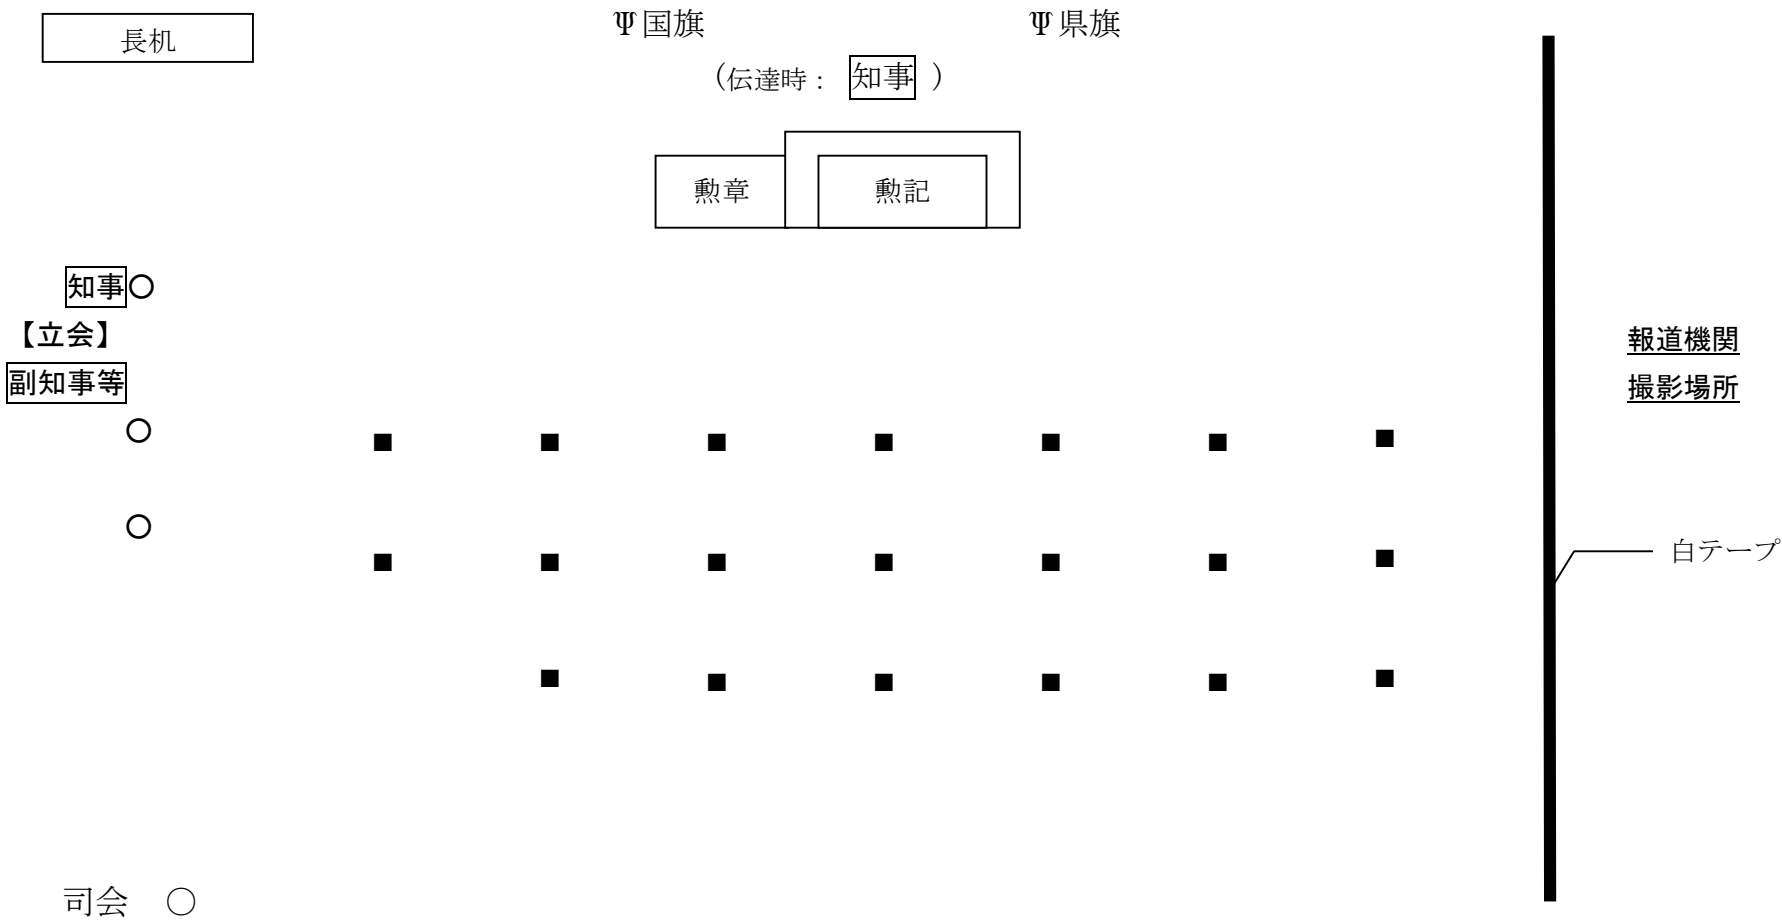 Ψ国旗 Ψ県旗
長机
（伝達時： 知事 ）
勲章 勲記
知事○
【立会】
副知事等
○
○
報道機関
撮影場所
■ ■ ■ ■ ■ ■ ■
■ ■ ■ ■ ■ ■ ■
■ ■ ■ ■ ■ ■
白テープ
司会 ○